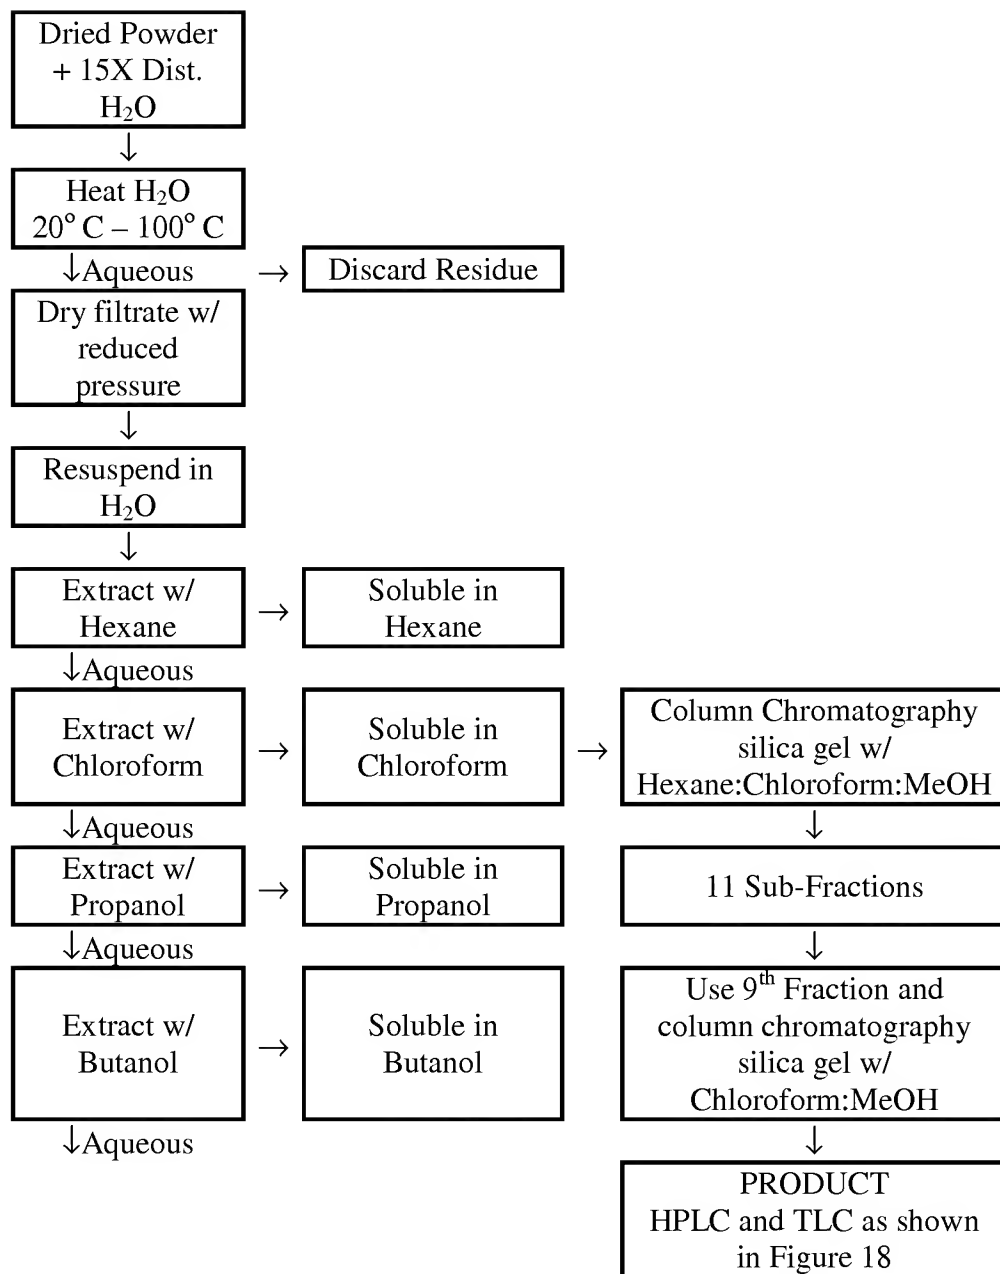 Dried Powder
+ 15X Dist.
H₂O
↓
Heat H₂O
20° C – 100° C
↓Aqueous → Discard Residue
Dry filtrate w/
reduced
pressure
↓
Resuspend in
H₂O
↓
Extract w/
Hexane
→
Soluble in
Hexane
↓Aqueous
Extract w/
Chloroform
→
Soluble in
Chloroform
→
Column Chromatography
silica gel w/
Hexane:Chloroform:MeOH
↓Aqueous
↓
Extract w/
Propanol
→
Soluble in
Propanol
11 Sub-Fractions
↓Aqueous
↓
Extract w/
Butanol
→
Soluble in
Butanol
Use 9th Fraction and
column chromatography
silica gel w/
Chloroform:MeOH
↓Aqueous
↓
PRODUCT
HPLC and TLC as shown
in Figure 18